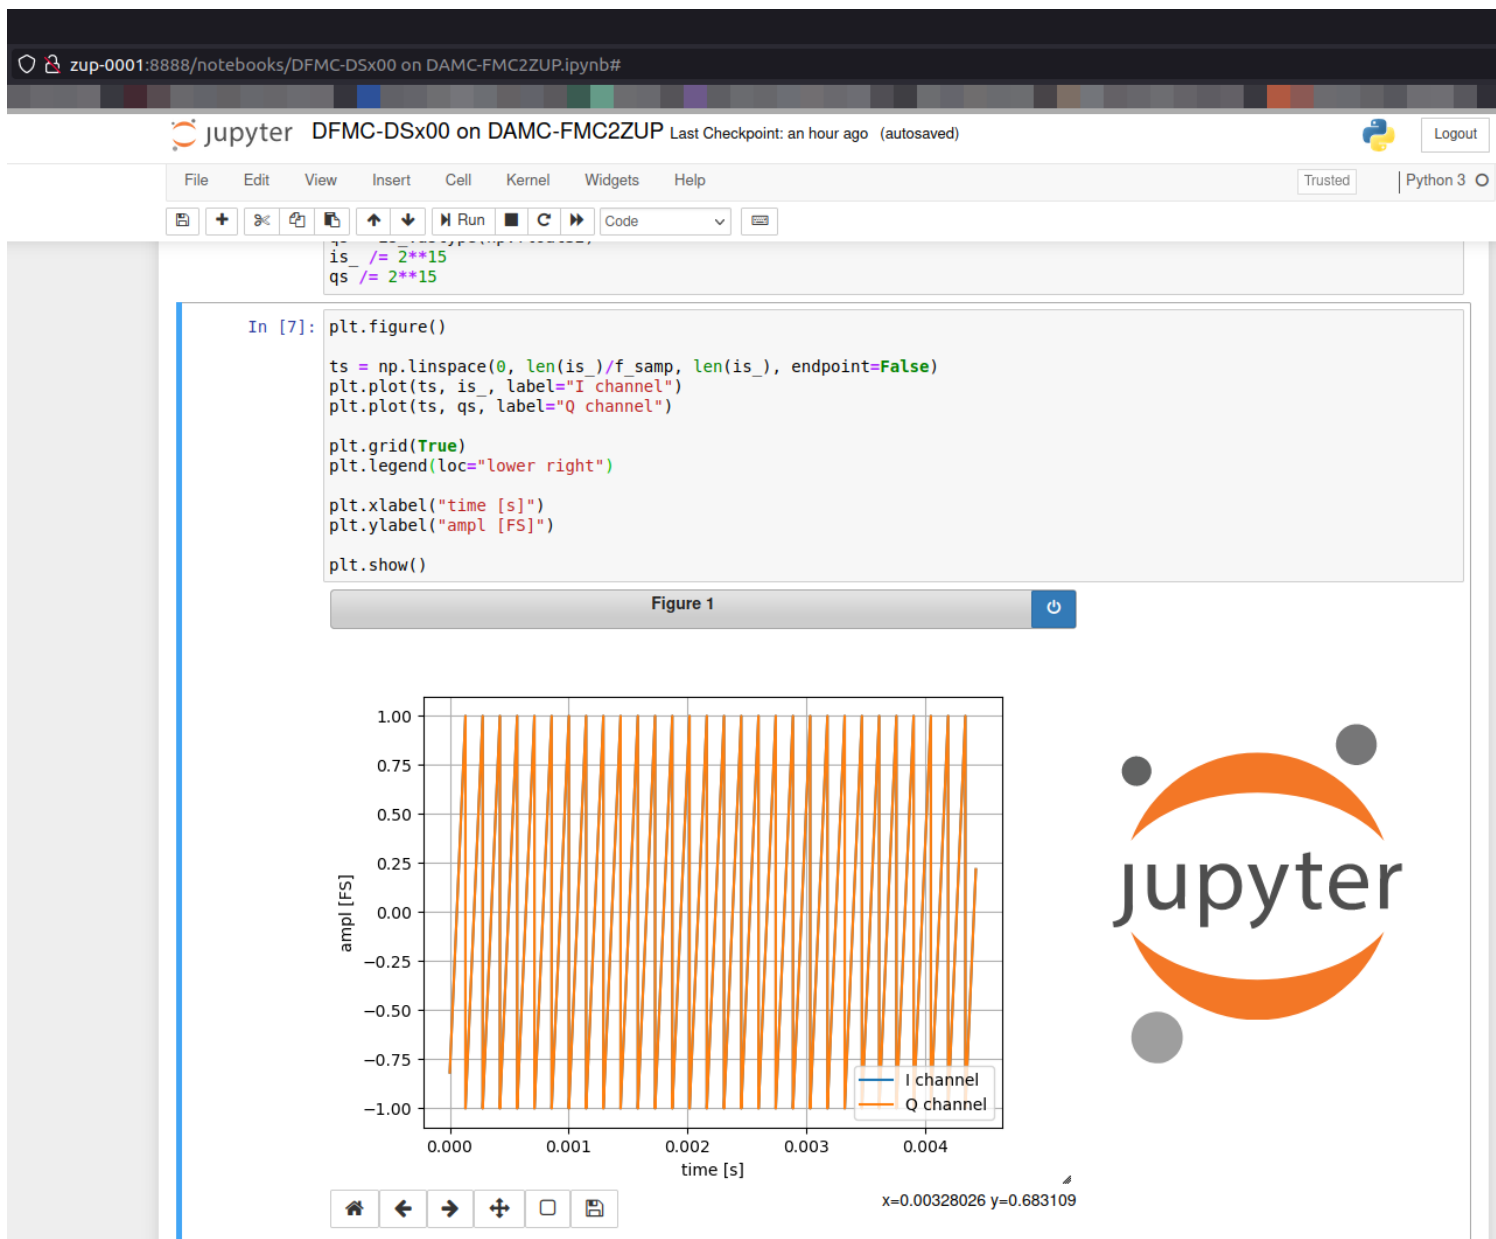 zup-0001:8888/notebooks/DFMC-DSx00 on DAMC-FMC2ZUP.ipynb#
jupyter DFMC-DSx00 on DAMC-FMC2ZUP Last Checkpoint: an hour ago (autosaved)
Logout
File Edit View Insert Cell Kernel Widgets Help
Trusted
Python 3
Run
Code
is_ /= 2**15
qs /= 2**15
In [7]: plt.figure()
ts = np.linspace(0, len(is_)/f_samp, len(is_), endpoint=False)
plt.plot(ts, is_, label="I channel")
plt.plot(ts, qs, label="Q channel")
plt.grid(True)
plt.legend(loc="lower right")
plt.xlabel("time [s]")
plt.ylabel("ampl [FS]")
plt.show()
Figure 1
1.00
0.75
0.50
0.25
0.00
−0.25
−0.50
−0.75
−1.00
ampl [FS]
I channel
Q channel
0.000 0.001 0.002 0.003 0.004
time [s]
x=0.00328026 y=0.683109
jupyter